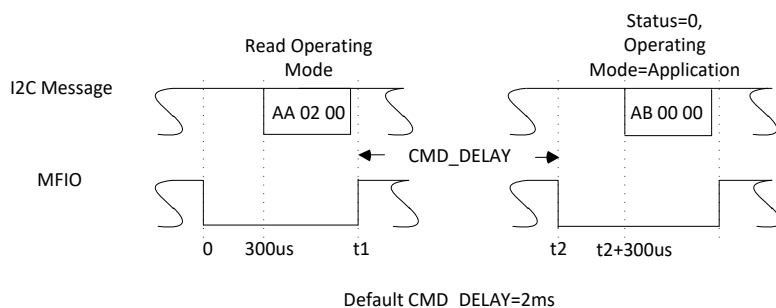 Read Operating
Mode
Status=0,
Operating
Mode=Application
I2C Message
AA 02 00
AB 00 00
CMD_DELAY
MFIO
0
300us
t1
t2
t2+300us
Default CMD_DELAY=2ms